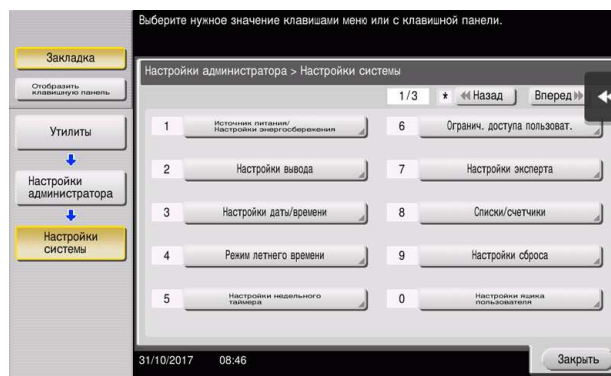 Выберите нужное значение клавишами меню или с клавишной панели.
Закладка
Отобразить
клавишную панель
Утилиты
Настройки
администратора
Настройки
системы
Настройки администратора > Настройки системы
1/3 * Назад Вперед
1 Источник питания/
Настройки энергосбережения
6 Огранич. доступа пользоват.
2 Настройки вывода
7 Настройки эксперта
3 Настройки даты/времени
8 Списки/счетчики
4 Режим летнего времени
9 Настройки сброса
5 Настройки недельного
таймера
0 Настройки ящика
пользователя
31/10/2017 08:46
Закрыть